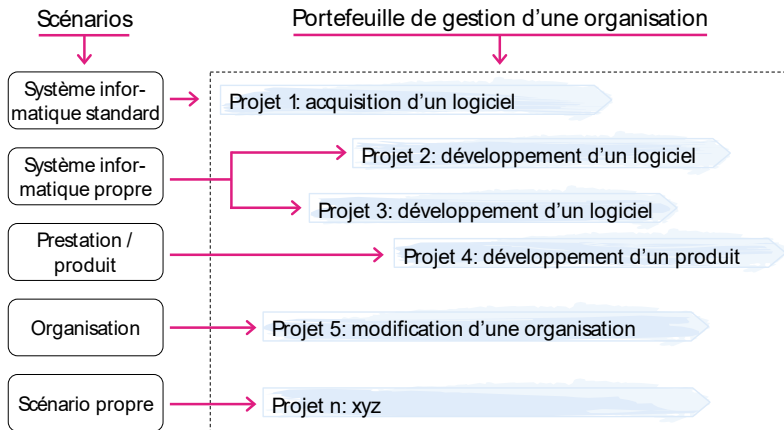 Scénarios
Portefeuille de gestion d'une organisation
Système infor-
matique standard
Projet 1: acquisition d'un logiciel
Système infor-
matique propre
Projet 2: développement d'un logiciel
Projet 3: développement d'un logiciel
Prestation /
produit
Projet 4: développement d'un produit
Organisation
Projet 5: modification d'une organisation
Scénario propre
Projet n: xyz